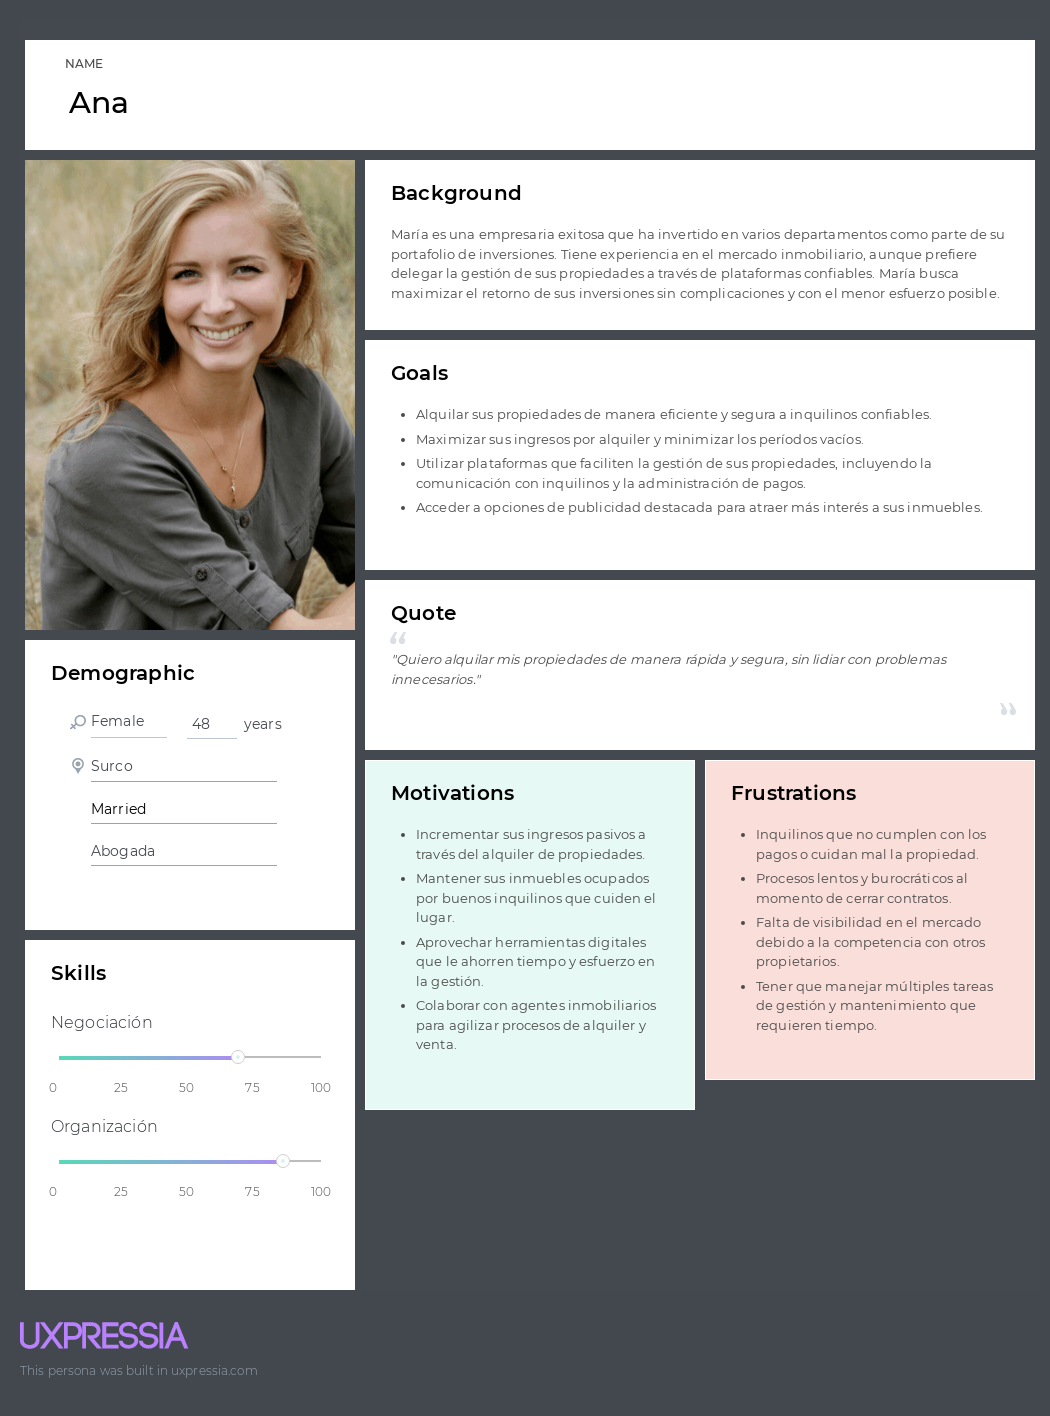 NAME
Ana
Background
María es una empresaria exitosa que ha invertido en varios departamentos como parte de su
portafolio de inversiones. Tiene experiencia en el mercado inmobiliario, aunque prefiere
delegar la gestión de sus propiedades a través de plataformas confiables. María busca
maximizar el retorno de sus inversiones sin complicaciones y con el menor esfuerzo posible.
Goals
• Alquilar sus propiedades de manera eficiente y segura a inquilinos confiables.
• Maximizar sus ingresos por alquiler y minimizar los períodos vacíos.
• Utilizar plataformas que faciliten la gestión de sus propiedades, incluyendo la
comunicación con inquilinos y la administración de pagos.
• Acceder a opciones de publicidad destacada para atraer más interés a sus inmuebles.
Quote
“
"Quiero alquilar mis propiedades de manera rápida y segura, sin lidiar con problemas
innecesarios."
”
Demographic
Female 48 years
Surco
Married
Abogada
Skills
Negociación
0 25 50 75 100
Organización
0 25 50 75 100
Motivations
• Incrementar sus ingresos pasivos a
través del alquiler de propiedades.
• Mantener sus inmuebles ocupados
por buenos inquilinos que cuiden el
lugar.
• Aprovechar herramientas digitales
que le ahorren tiempo y esfuerzo en
la gestión.
• Colaborar con agentes inmobiliarios
para agilizar procesos de alquiler y
venta.
Frustrations
• Inquilinos que no cumplen con los
pagos o cuidan mal la propiedad.
• Procesos lentos y burocráticos al
momento de cerrar contratos.
• Falta de visibilidad en el mercado
debido a la competencia con otros
propietarios.
• Tener que manejar múltiples tareas
de gestión y mantenimiento que
requieren tiempo.
UXPRESSIA
This persona was built in uxpressia.com